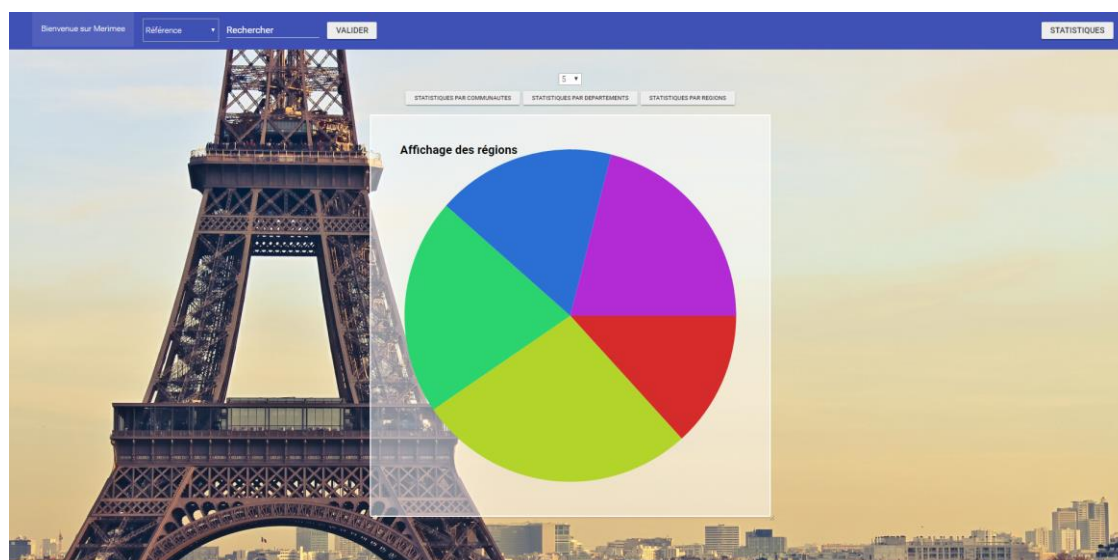 Bienvenue sur Merimes Référence Rechercher VALIDER STATISTIQUES
5
STATISTIQUES PAR COMMUNAUTES STATISTIQUES PAR DEPARTEMENTS STATISTIQUES PAR REGIONS
Affichage des régions